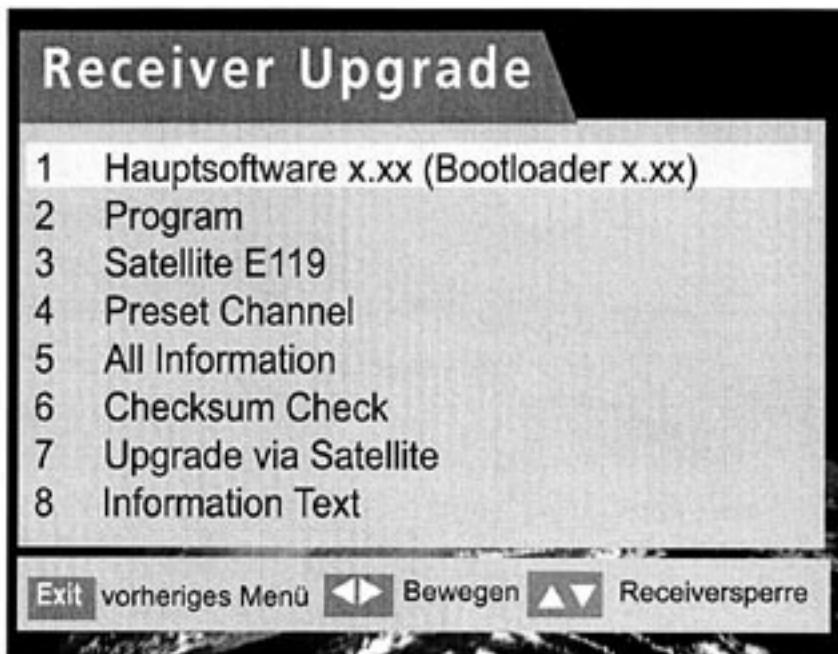 Receiver Upgrade
1 Hauptsoftware x.xx (Bootloader x.xx)
2 Program
3 Satellite E119
4 Preset Channel
5 All Information
6 Checksum Check
7 Upgrade via Satellite
8 Information Text
Exit vorheriges Menü Bewegen Receiversperre